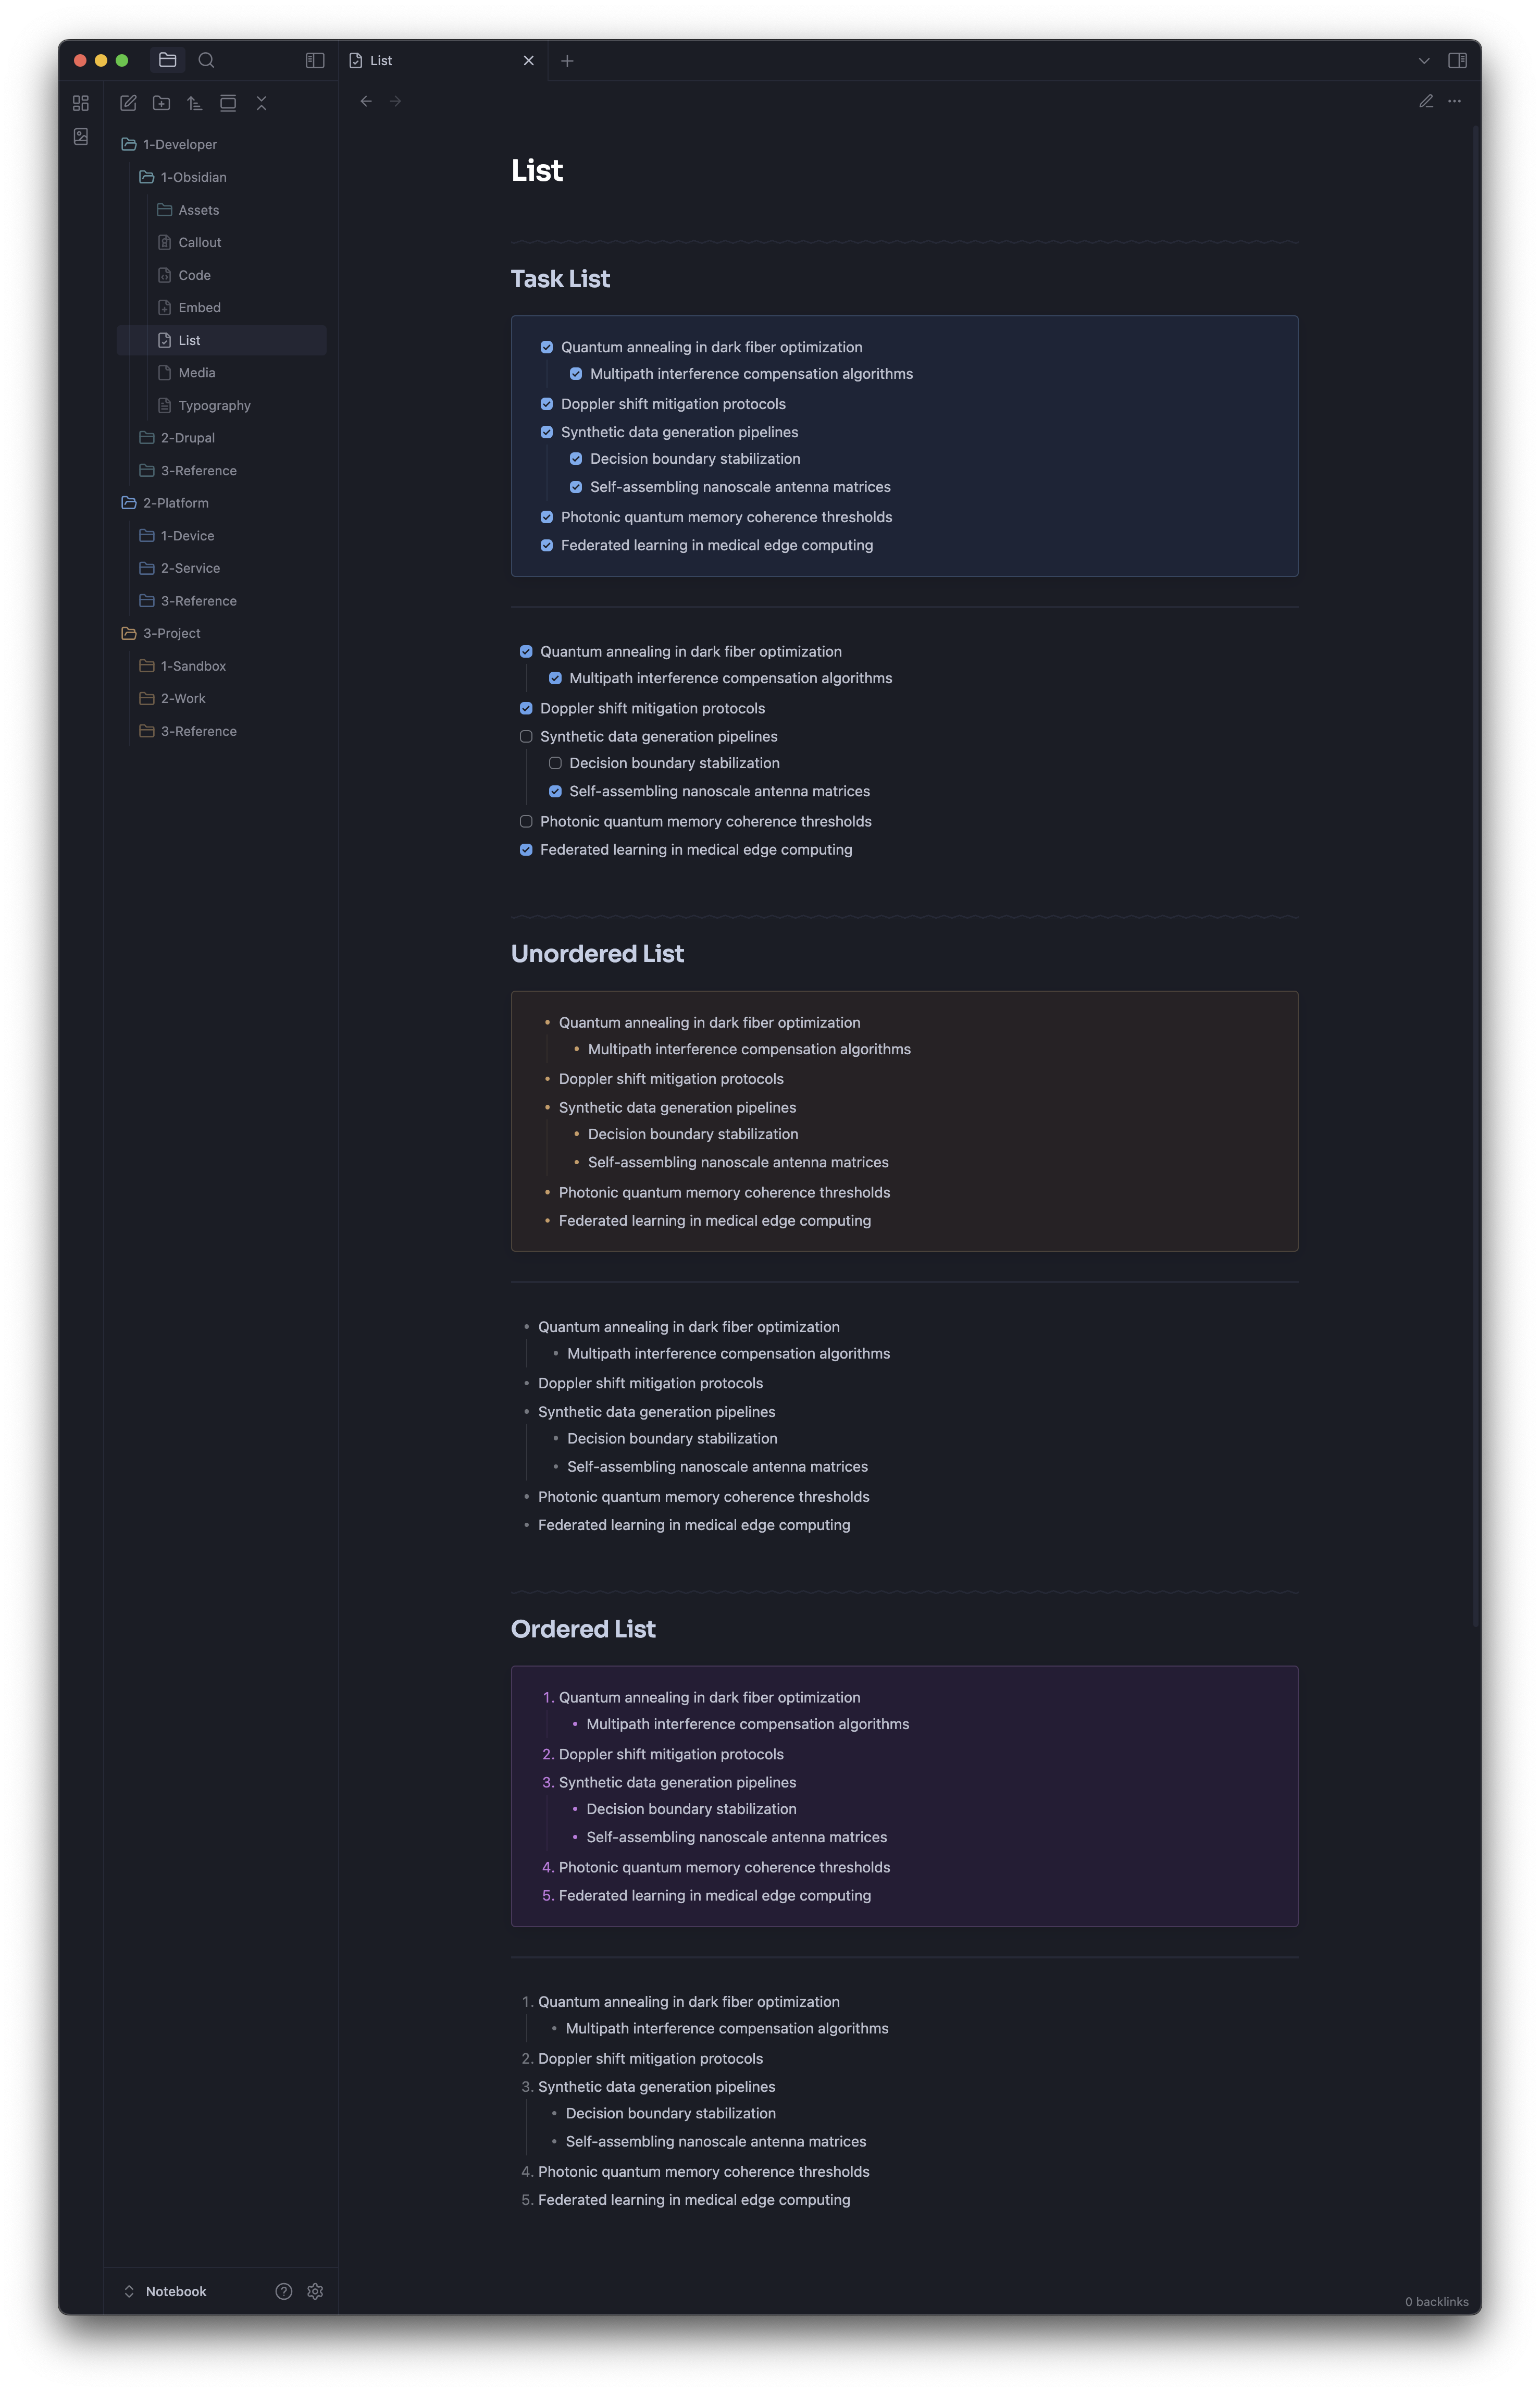 List
1-Developer
1-Obsidian
Assets
Callout
Code
Embed
List
Media
Typography
2-Drupal
3-Reference
2-Platform
1-Device
2-Service
3-Reference
3-Project
1-Sandbox
2-Work
3-Reference
Notebook
List
Task List
Quantum annealing in dark fiber optimization
Multipath interference compensation algorithms
Doppler shift mitigation protocols
Synthetic data generation pipelines
Decision boundary stabilization
Self-assembling nanoscale antenna matrices
Photonic quantum memory coherence thresholds
Federated learning in medical edge computing
Quantum annealing in dark fiber optimization
Multipath interference compensation algorithms
Doppler shift mitigation protocols
Synthetic data generation pipelines
Decision boundary stabilization
Self-assembling nanoscale antenna matrices
Photonic quantum memory coherence thresholds
Federated learning in medical edge computing
Unordered List
• Quantum annealing in dark fiber optimization
• Multipath interference compensation algorithms
• Doppler shift mitigation protocols
• Synthetic data generation pipelines
• Decision boundary stabilization
• Self-assembling nanoscale antenna matrices
• Photonic quantum memory coherence thresholds
• Federated learning in medical edge computing
• Quantum annealing in dark fiber optimization
• Multipath interference compensation algorithms
• Doppler shift mitigation protocols
• Synthetic data generation pipelines
• Decision boundary stabilization
• Self-assembling nanoscale antenna matrices
• Photonic quantum memory coherence thresholds
• Federated learning in medical edge computing
Ordered List
1. Quantum annealing in dark fiber optimization
• Multipath interference compensation algorithms
2. Doppler shift mitigation protocols
3. Synthetic data generation pipelines
• Decision boundary stabilization
• Self-assembling nanoscale antenna matrices
4. Photonic quantum memory coherence thresholds
5. Federated learning in medical edge computing
1. Quantum annealing in dark fiber optimization
• Multipath interference compensation algorithms
2. Doppler shift mitigation protocols
3. Synthetic data generation pipelines
• Decision boundary stabilization
• Self-assembling nanoscale antenna matrices
4. Photonic quantum memory coherence thresholds
5. Federated learning in medical edge computing
0 backlinks